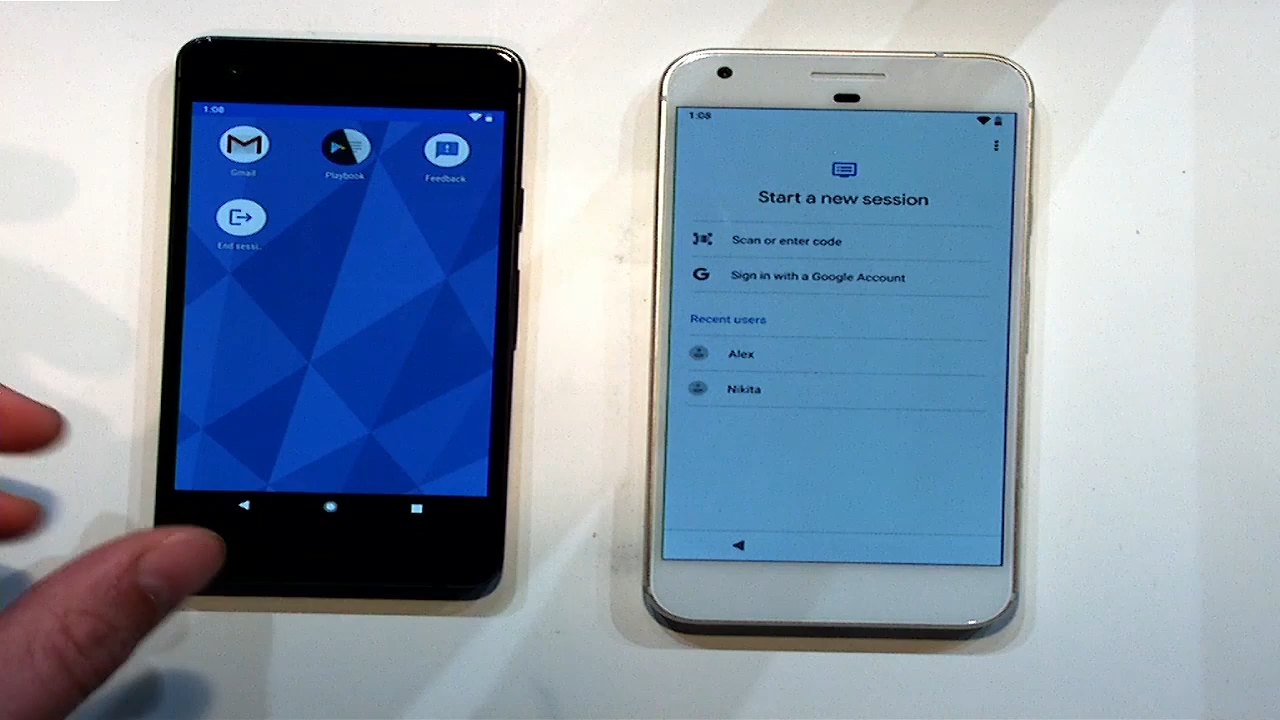 1:08
Gmail
Playbook
Feedback
End sessi..
1:08
Start a new session
Scan or enter code
Sign in with a Google Account
Recent users
Alex
Nikita